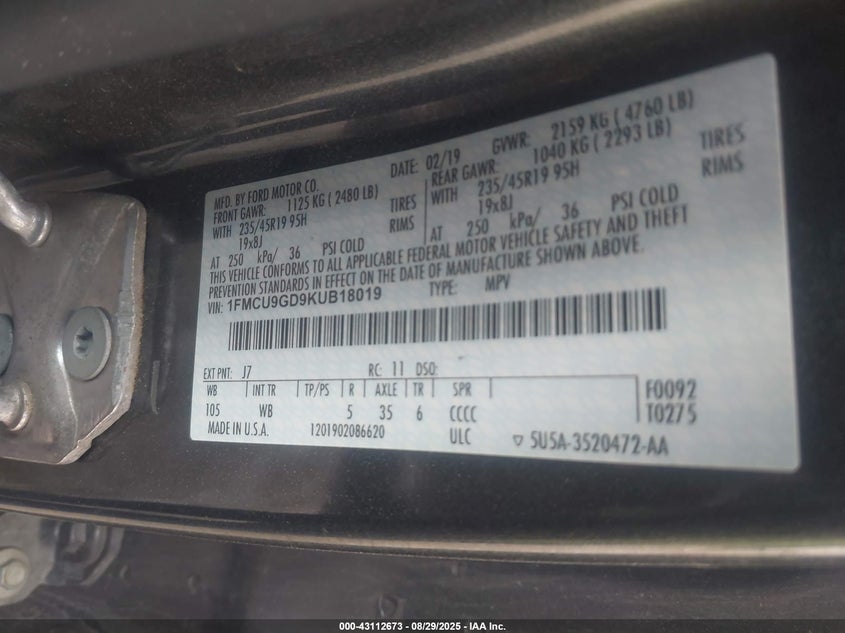 MFD. BY FORD MOTOR CO. DATE: 02/19 GVWR: 2159 KG ( 4760 LB)
FRONT GAWR: 1125 KG ( 2480 LB) REAR GAWR: 1040 KG ( 2293 LB)
WITH 235/45R19 95H TIRES WITH 235/45R19 95H TIRES
19x8J RIMS 19x8J RIMS
AT 250 kPa/ 36 PSI COLD AT 250 kPa/ 36 PSI COLD
THIS VEHICLE CONFORMS TO ALL APPLICABLE FEDERAL MOTOR VEHICLE SAFETY AND THEFT
PREVENTION STANDARDS IN EFFECT ON THE DATE OF MANUFACTURE SHOWN ABOVE.
VIN: 1FMCU9GD9KUB18019 TYPE: MPV
EXT PNT: J7 RC: 11 DSO:
WB INT TR TP/PS R AXLE TR SPR F0092
105 WB 5 35 6 CCCC T0275
MADE IN U.S.A. 1201902086620 ULC ▽ 5U5A-3520472-AA
000-43112673 - 08/29/2025 - IAA Inc.